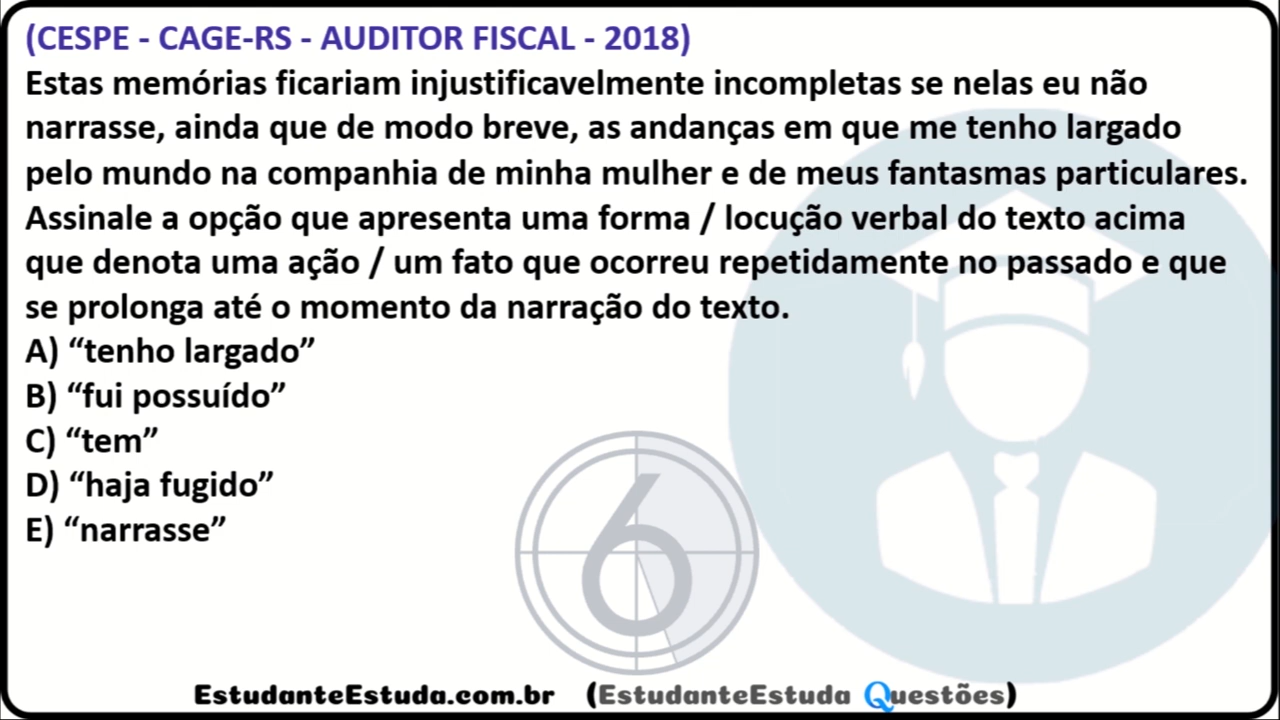 (CESPE - CAGE-RS - AUDITOR FISCAL - 2018)
Estas memórias ficariam injustificavelmente incompletas se nelas eu não
narrasse, ainda que de modo breve, as andanças em que me tenho largado
pelo mundo na companhia de minha mulher e de meus fantasmas particulares.
Assinale a opção que apresenta uma forma / locução verbal do texto acima
que denota uma ação / um fato que ocorreu repetidamente no passado e que
se prolonga até o momento da narração do texto.
A) “tenho largado”
B) “fui possuído”
C) “tem”
D) “haja fugido”
E) “narrasse”
6
EstudanteEstuda.com.br (EstudanteEstuda Questões)